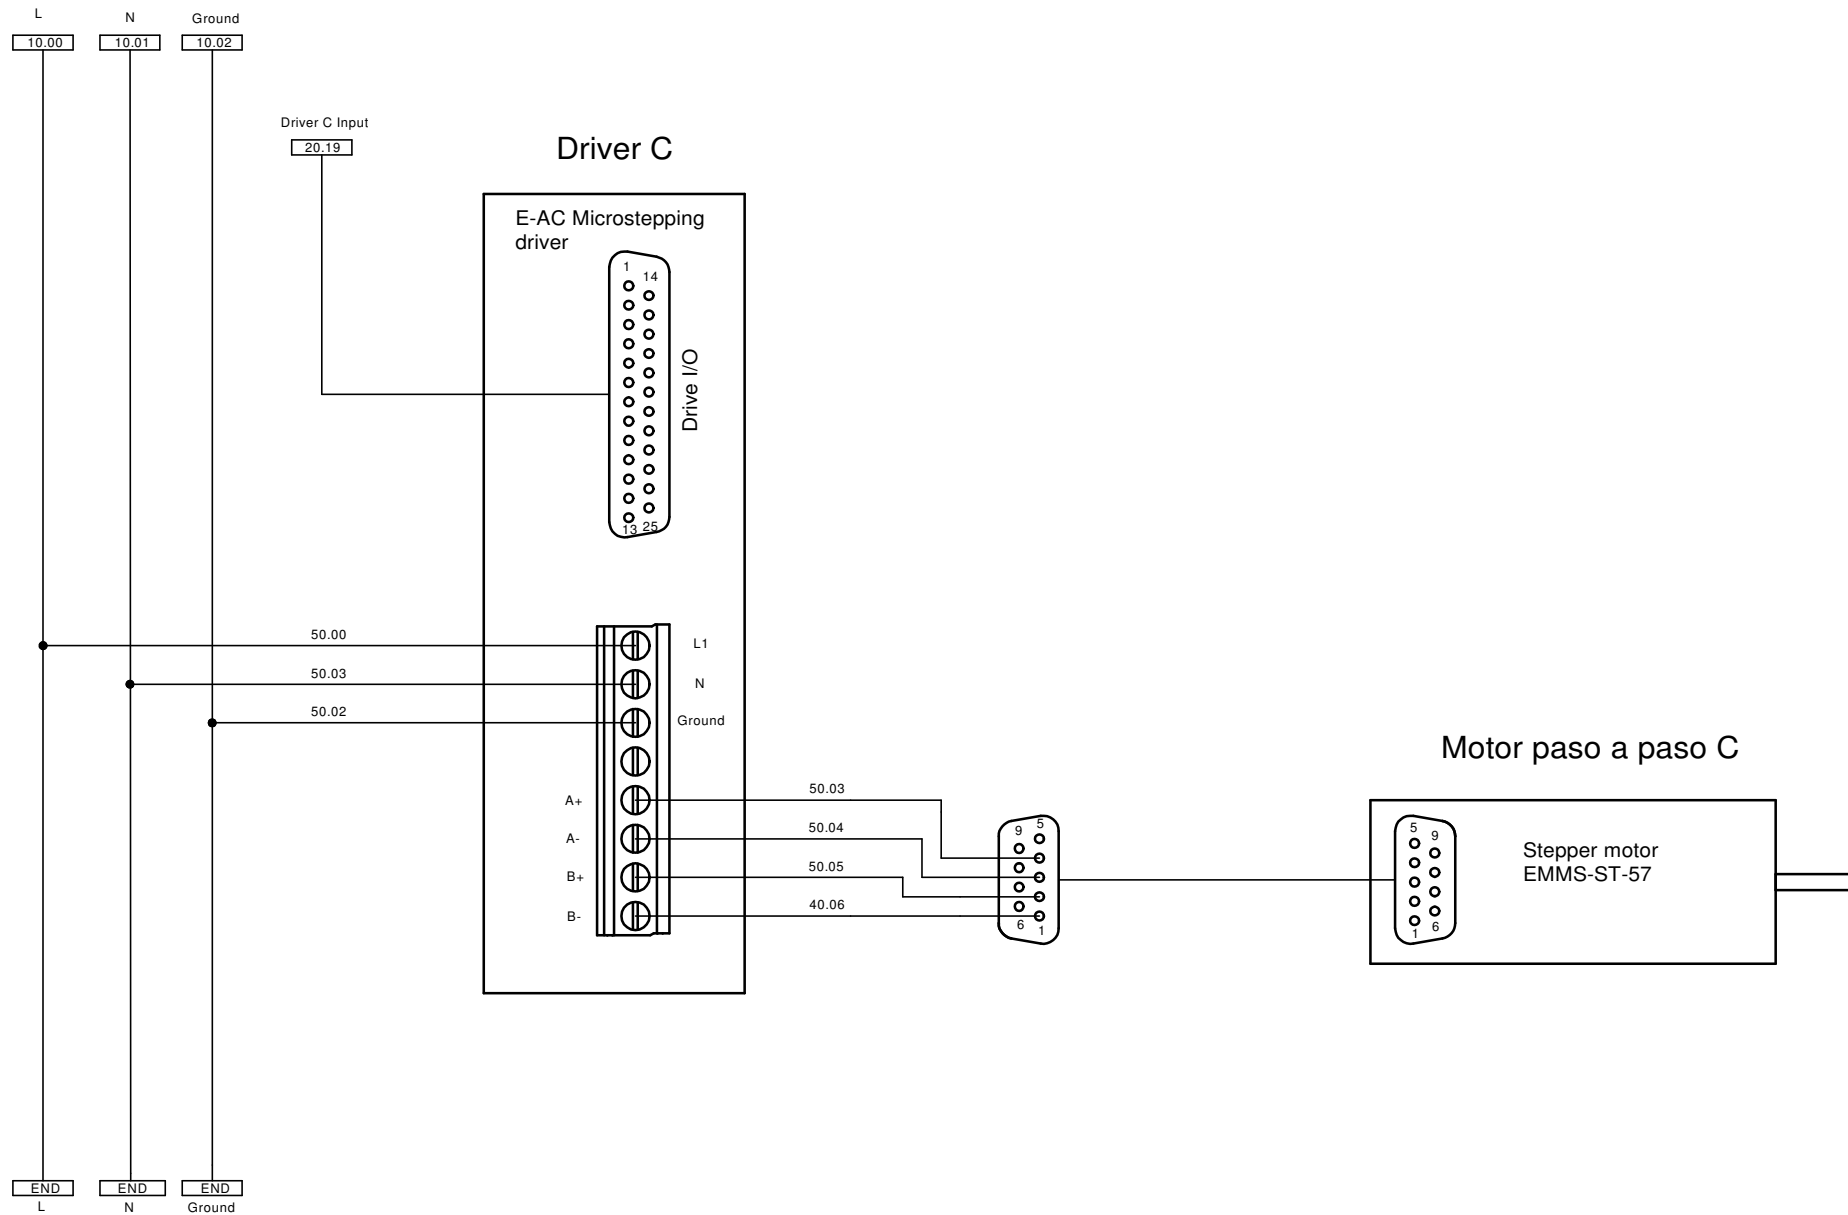 L
N
Ground
10.00
10.01
10.02
Driver C Input
20.19
Driver C
E-AC Microstepping
driver
1
14
Drive I/O
13 25
50.00
L1
50.03
N
50.02
Ground
Motor paso a paso C
A+
50.03
A-
50.04
B+
50.05
B-
40.06
9
5
6
1
5
9
1
6
Stepper motor
EMMS-ST-57
END
END
END
L
N
Ground